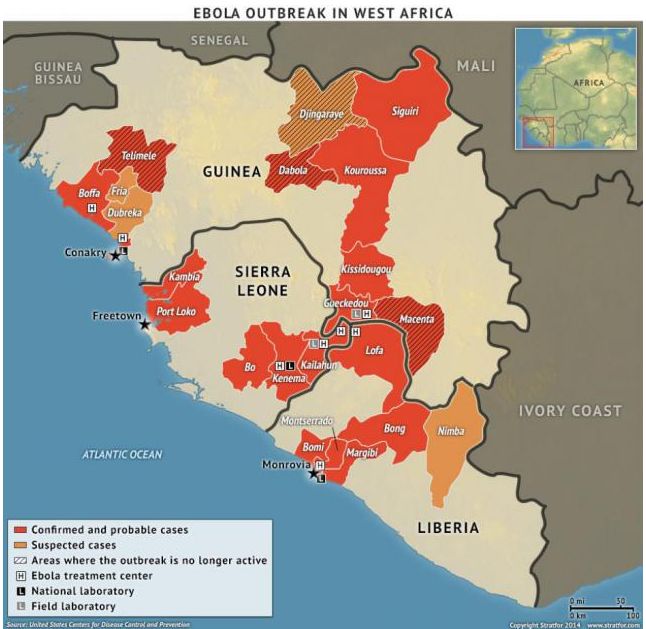 EBOLA OUTBREAK IN WEST AFRICA
SENEGAL
GUINEA
BISSAU
MALI
AFRICA
Djingaraye
Siguiri
Telimele
GUINEA
Dabola
Kouroussa
Boffa
Fria
H
Dubreka
H
Conakry
L
Kambia
SIERRA
LEONE
Kissidougou
Port Loko
Freetown
Gueckedou
L H
Macenta
H H
L H
Lofa
Bo
H L
Kailahun
Kenema
IVORY COAST
Montserrado
Bong
Nimba
ATLANTIC OCEAN
Bomi
Margibi
Monrovia
H
L
LIBERIA
Confirmed and probable cases
Suspected cases
Areas where the outbreak is no longer active
H Ebola treatment center
L National laboratory
L Field laboratory
0 mi 50
0 km 100
Source: United States Centers for Disease Control and Prevention
Copyright Stratfor 2014 www.stratfor.com